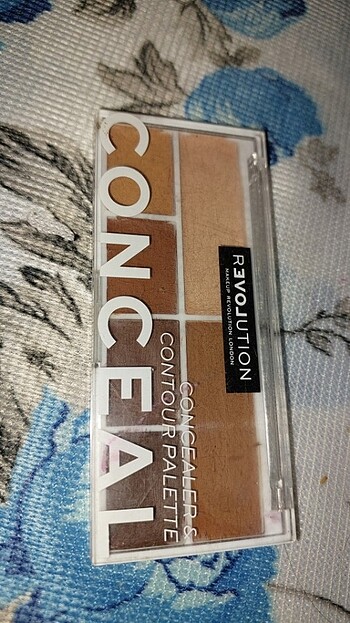 CONCEAL
CONCEALER &
CONTOUR PALETTE
REVOLUTION
MAKEUP REVOLUTION LONDON